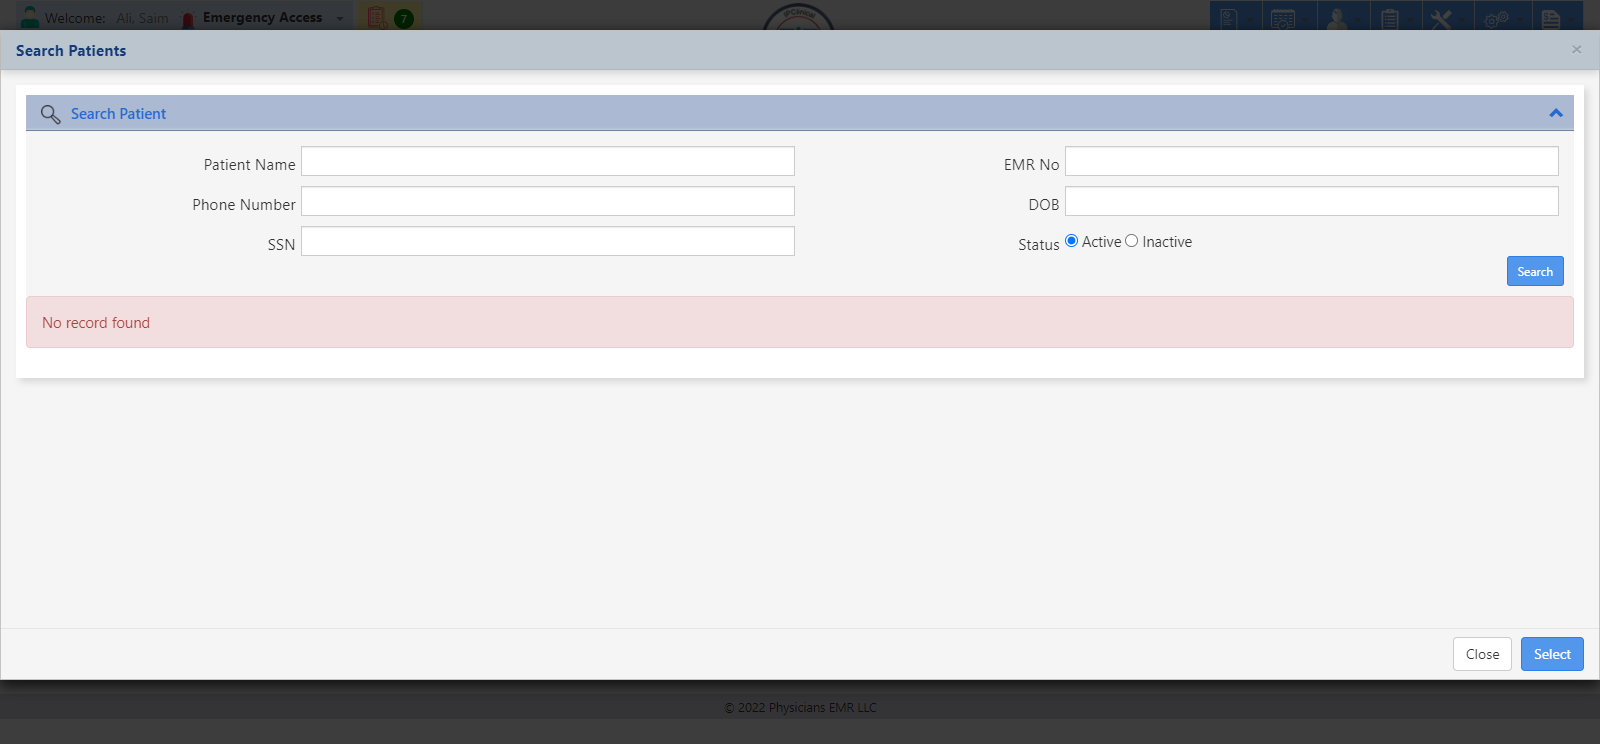 Welcome: Ali, Saim Emergency Access 7
Search Patients ×
Search Patient
Patient Name EMR No
Phone Number DOB
SSN Status Active Inactive
Search
No record found
Close Select
© 2022 Physicians EMR LLC